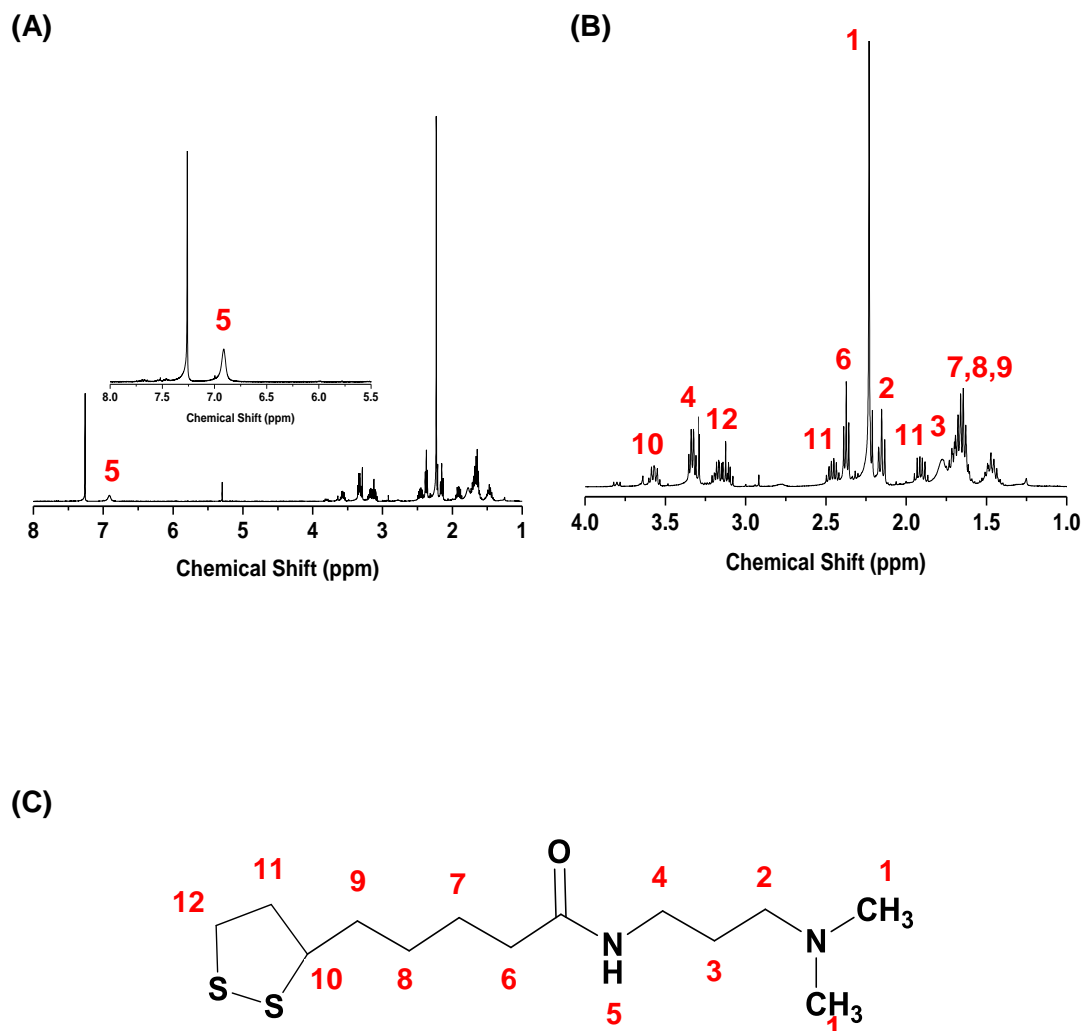 (A)
5
8.0 7.5 7.0 6.5 6.0 5.5
Chemical Shift (ppm)
5
8 7 6 5 4 3 2 1
Chemical Shift (ppm)
(B)
1
6
7,8,9
4
2
12
3
10
11
11
4.0 3.5 3.0 2.5 2.0 1.5 1.0
Chemical Shift (ppm)
(C)
O
11 9 7 4 2 1
12
CH3
N
S S
N
H
10 8 6 3
5
CH3
1